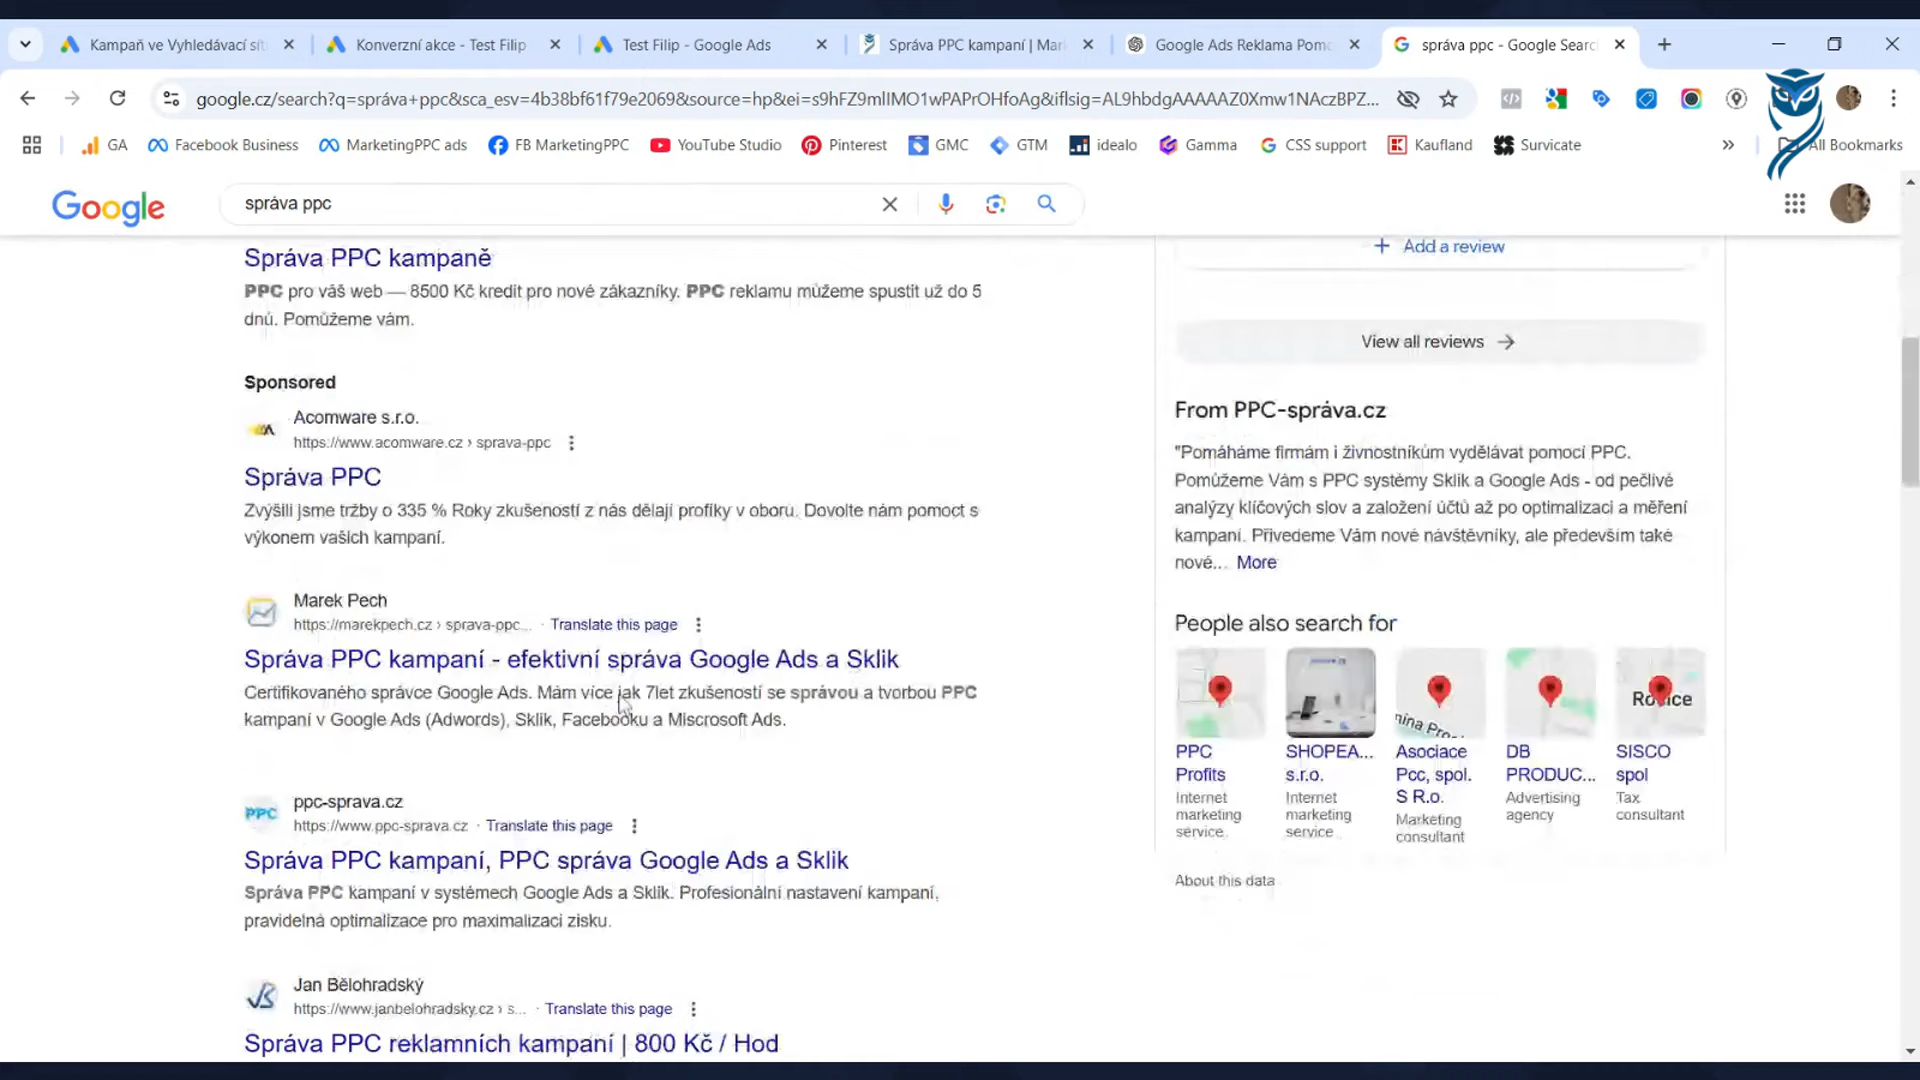 Kampaň ve Vyhledávací sít
Konverzní akce - Test Filip
Test Filip - Google Ads
Správa PPC kampaní | Mark
Google Ads Reklama Pomo
správa ppc - Google Searc
google.cz/search?q=správa+ppc&sca_esv=4b38bf61f79e2069&source=hp&ei=s9hFZ9mlIMO1wPAPrOHfoAg&iflsig=AL9hbdgAAAAAZ0Xmw1NAczBPZ...
GA
Facebook Business
MarketingPPC ads
FB MarketingPPC
YouTube Studio
Pinterest
GMC
GTM
idealo
Gamma
CSS support
Kaufland
Survicate
All Bookmarks
Google
správa ppc
Správa PPC kampaně
PPC pro váš web — 8500 Kč kredit pro nové zákazníky. PPC reklamu můžeme spustit už do 5
dnů. Pomůžeme vám.
Sponsored
Acomware s.r.o.
https://www.acomware.cz › sprava-ppc
Správa PPC
Zvýšili jsme tržby o 335 % Roky zkušeností z nás dělají profíky v oboru. Dovolte nám pomoct s
výkonem vašich kampaní.
Marek Pech
https://marekpech.cz › sprava-ppc... · Translate this page
Správa PPC kampaní - efektivní správa Google Ads a Sklik
Certifikovaného správce Google Ads. Mám více jak 7let zkušeností se správou a tvorbou PPC
kampaní v Google Ads (Adwords), Sklik, Facebooku a Miscrosoft Ads.
PPC
ppc-sprava.cz
https://www.ppc-sprava.cz · Translate this page
Správa PPC kampaní, PPC správa Google Ads a Sklik
Správa PPC kampaní v systémech Google Ads a Sklik. Profesionální nastavení kampaní,
pravidelná optimalizace pro maximalizaci zisku.
Jan Bělohradský
https://www.janbelohradsky.cz › s... · Translate this page
Správa PPC reklamních kampaní | 800 Kč / Hod
Add a review
View all reviews
From PPC-správa.cz
"Pomáháme firmám i živnostníkům vydělávat pomocí PPC.
Pomůžeme Vám s PPC systémy Sklik a Google Ads - od pečlivé
analýzy klíčových slov a založení účtů až po optimalizaci a měření
kampaní. Přivedeme Vám nové návštěvníky, ale především také
nové... More
People also search for
PPC
Profits
Internet
marketing
service
SHOPEA...
s.r.o.
Internet
marketing
service
Asociace
Pcc, spol.
S R.o.
Marketing
consultant
DB
PRODUC...
Advertising
agency
SISCO
spol
Tax
consultant
About this data